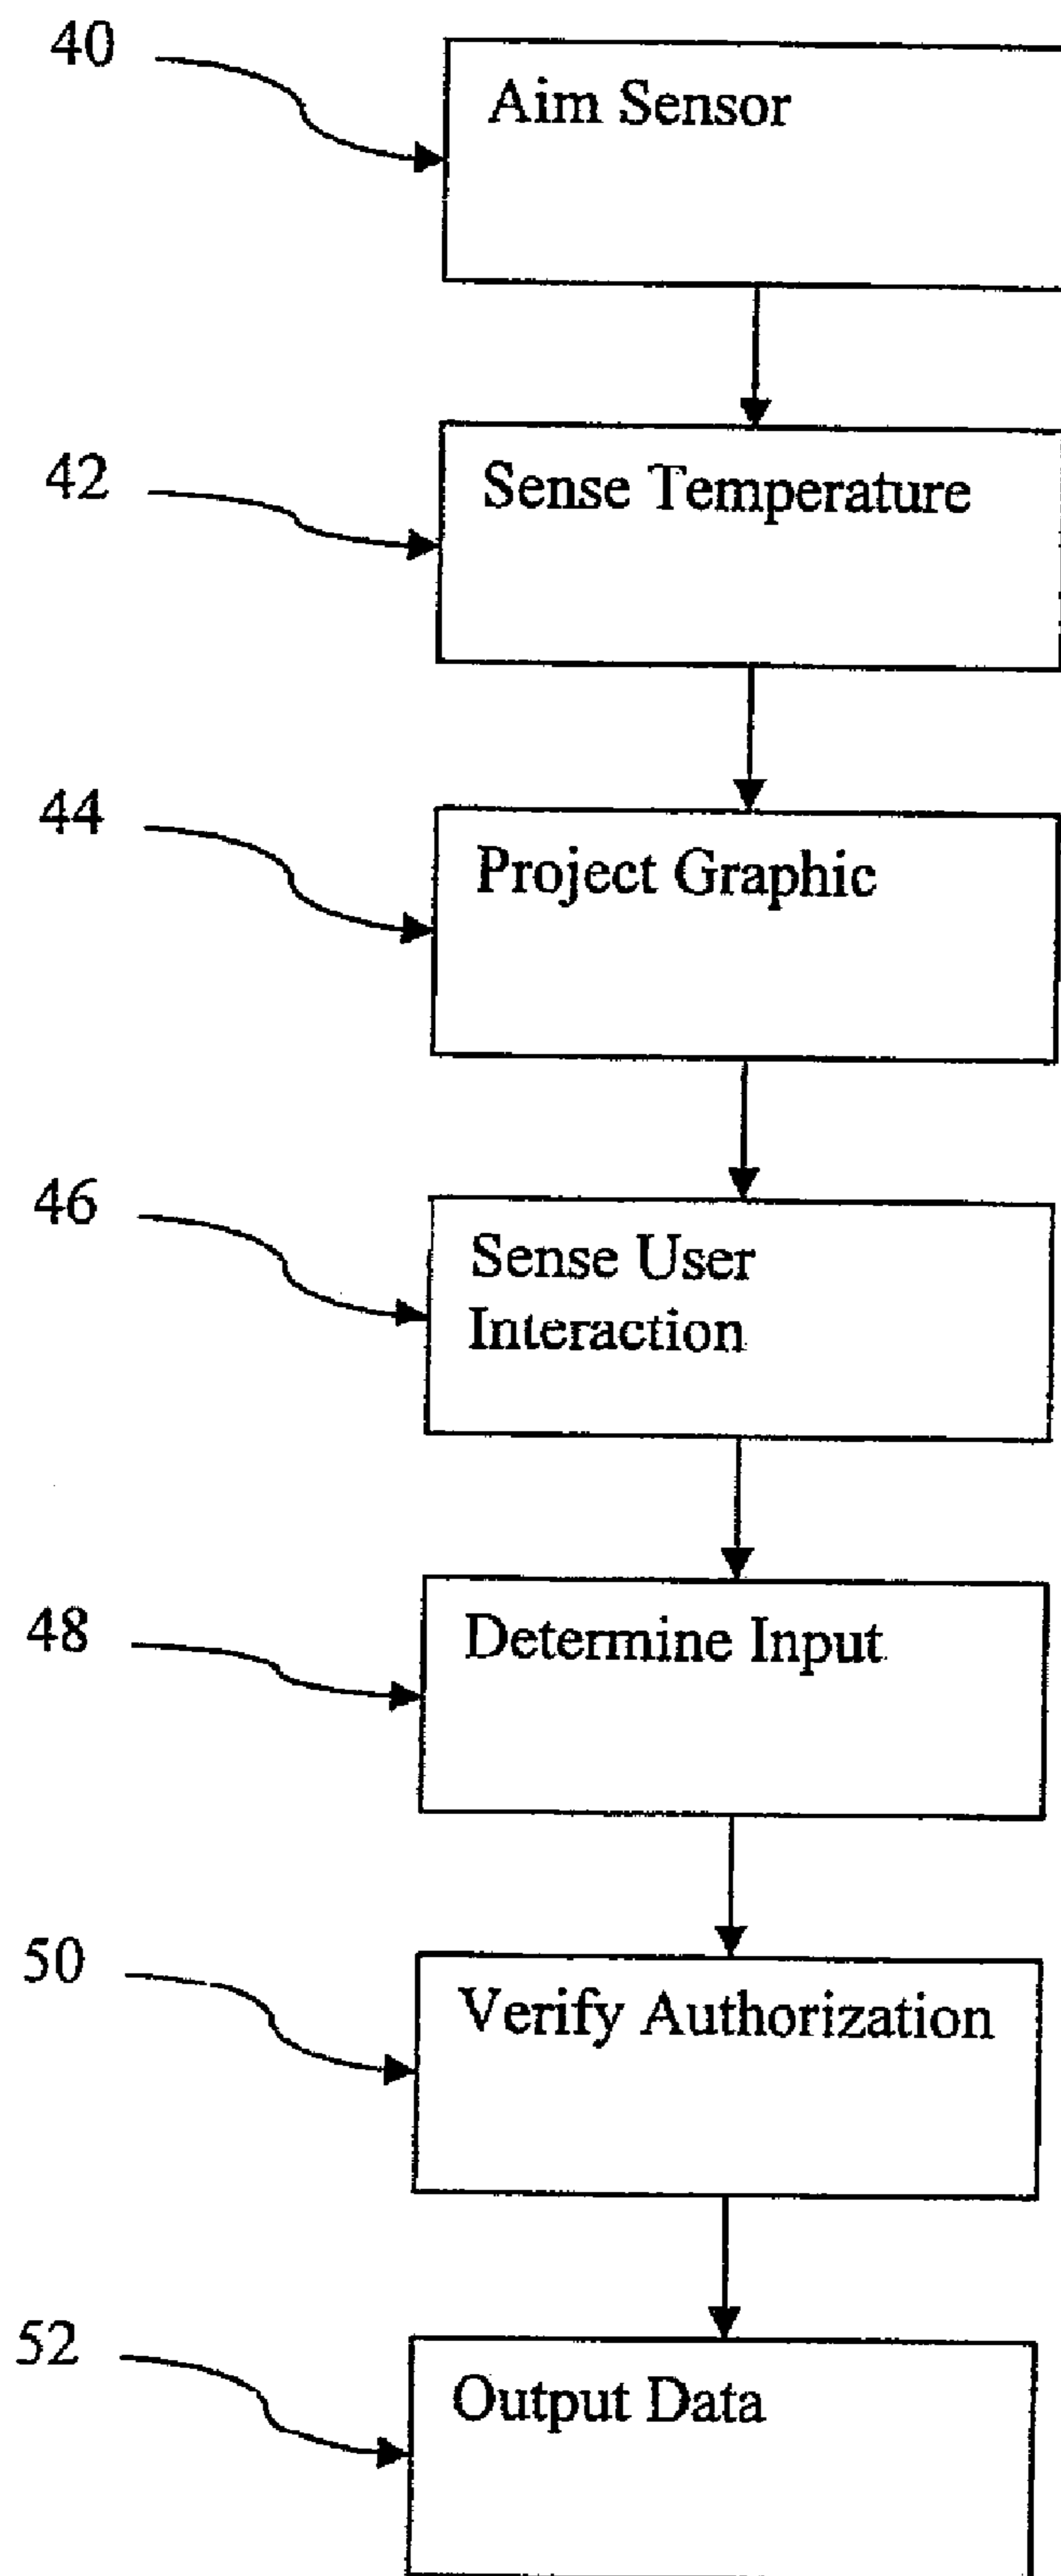 40
Aim Sensor
42
Sense Temperature
44
Project Graphic
46
Sense User
Interaction
48
Determine Input
50
Verify Authorization
52
Output Data